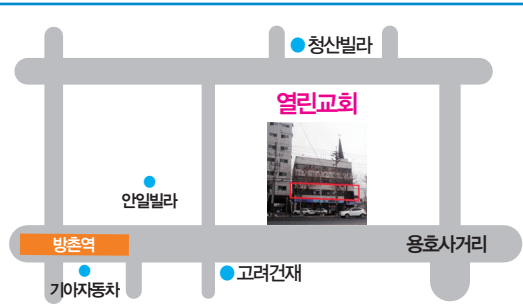 청산빌라
열린교회
안일빌라
방촌역
용호사거리
기아자동차
고려건재